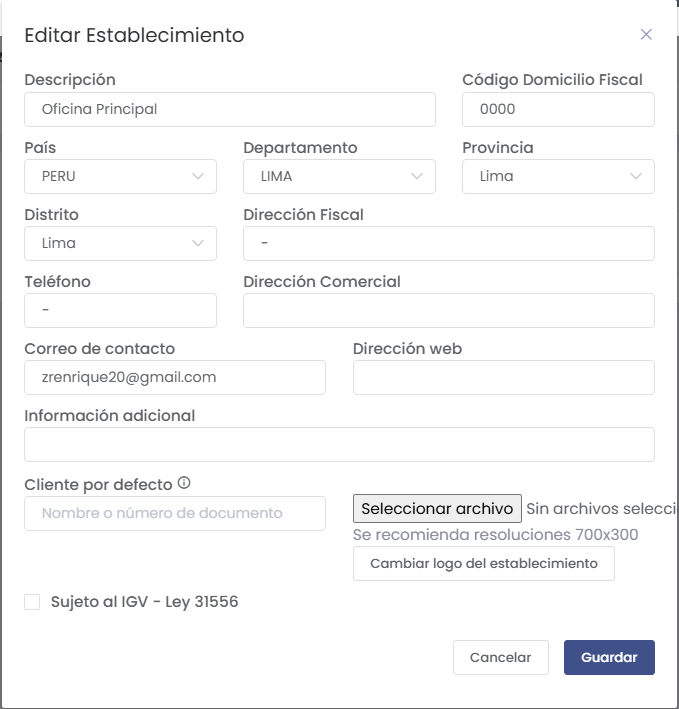 Editar Establecimiento
Descripción Código Domicilio Fiscal
Oficina Principal 0000
País Departamento Provincia
PERU LIMA Lima
Distrito Dirección Fiscal
Lima -
Teléfono Dirección Comercial
-
Correo de contacto Dirección web
zrenrique20@gmail.com
Información adicional
Cliente por defecto
Nombre o número de documento
Seleccionar archivo Sin archivos selecci
Se recomienda resoluciones 700x300
Cambiar logo del establecimiento
Sujeto al IGV - Ley 31556
Cancelar Guardar